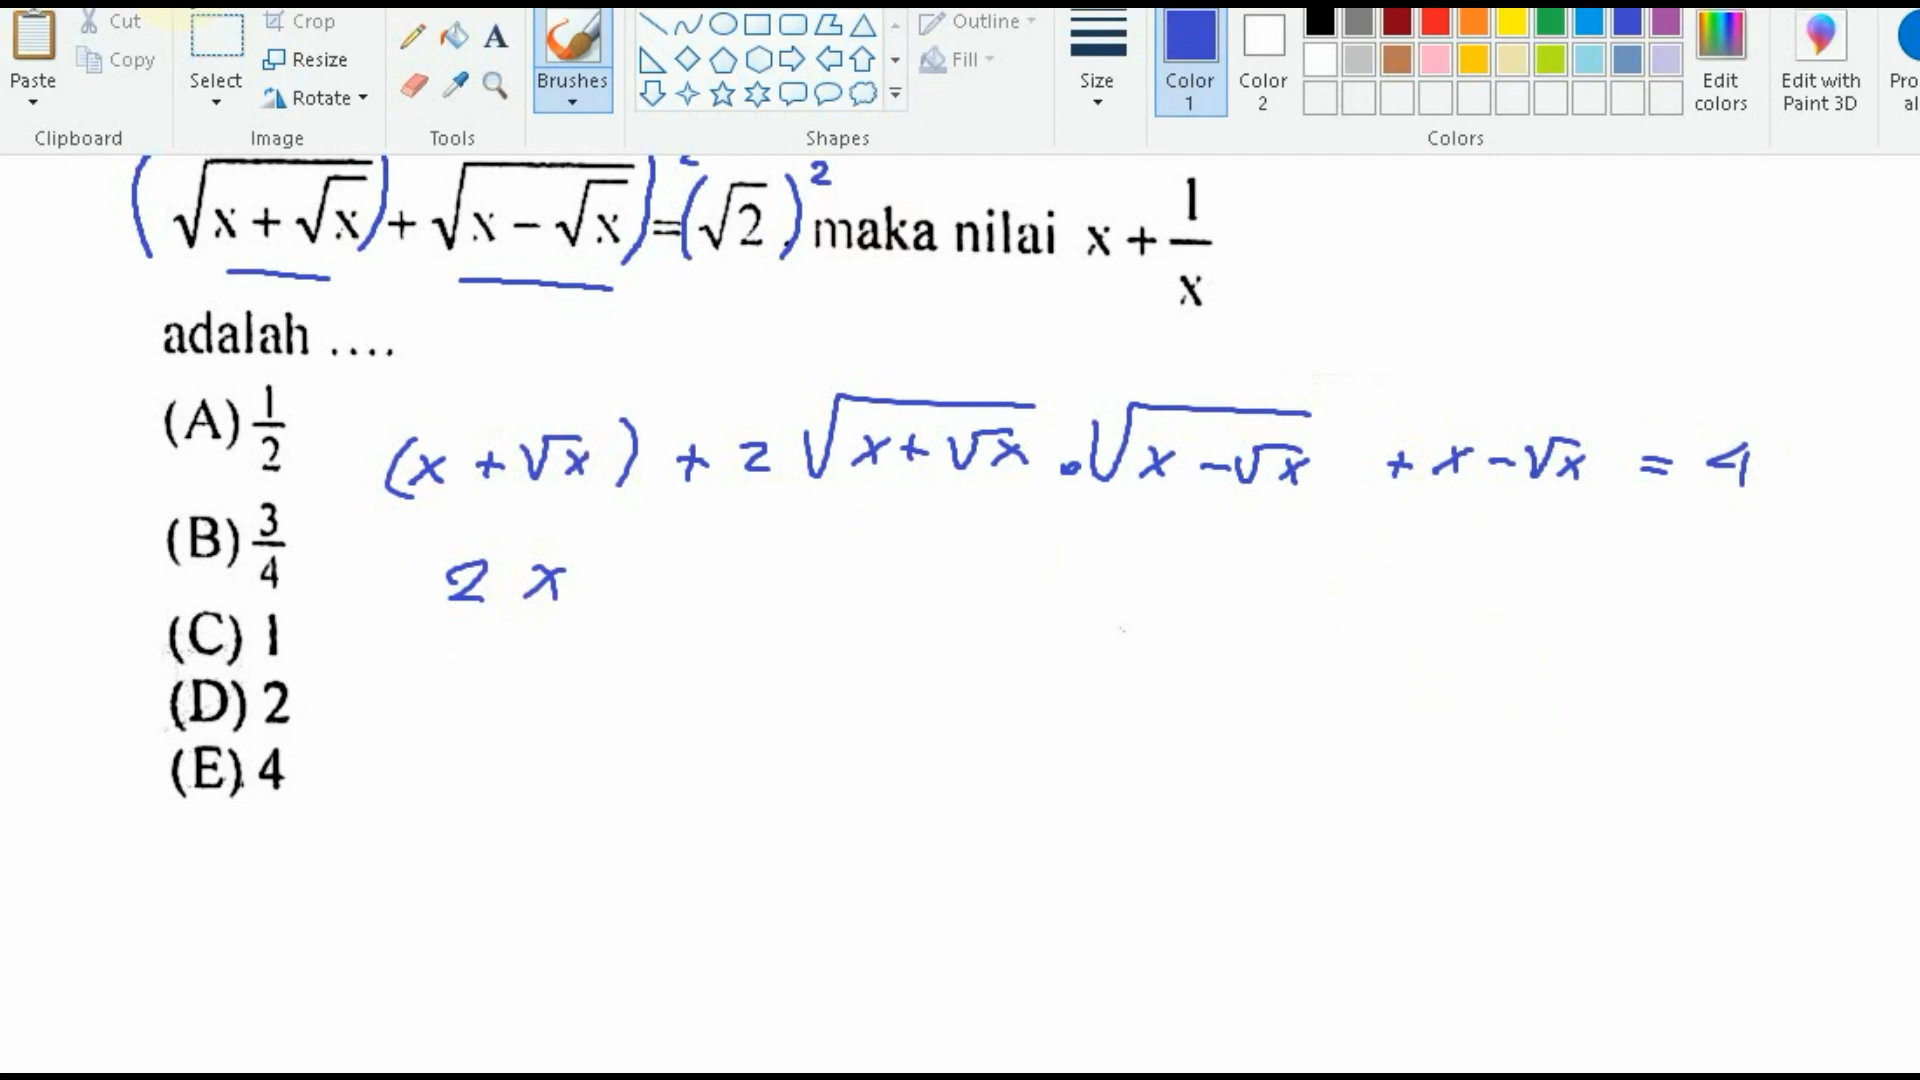 Cut
Crop
Outline
Copy
Resize
Fill
Paste
Select
Rotate
A
Brushes
Size
Color 1
Color 2
Edit colors
Edit with Paint 3D
Clipboard
Image
Tools
Shapes
Colors
(√(x + √x)) + √(x − √x))² = (√2)² maka nilai x + 1/x
adalah ....
(A) 1/2
(x + √x) + 2 √(x + √x) . √(x − √x) + x − √x = 4
(B) 3/4
2 x
(C) 1
(D) 2
(E) 4